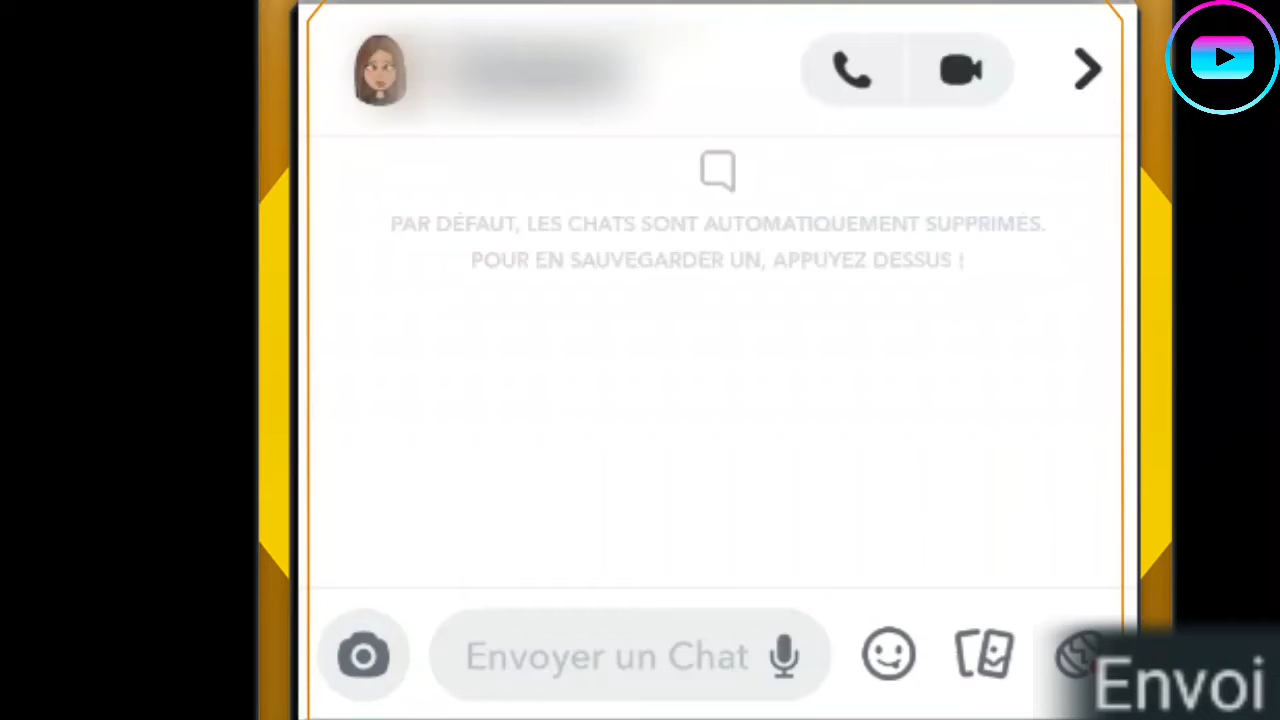 PAR DÉFAUT, LES CHATS SONT AUTOMATIQUEMENT SUPPRIMÉS.
POUR EN SAUVEGARDER UN, APPUYEZ DESSUS !
Envoyer un Chat
Envoi